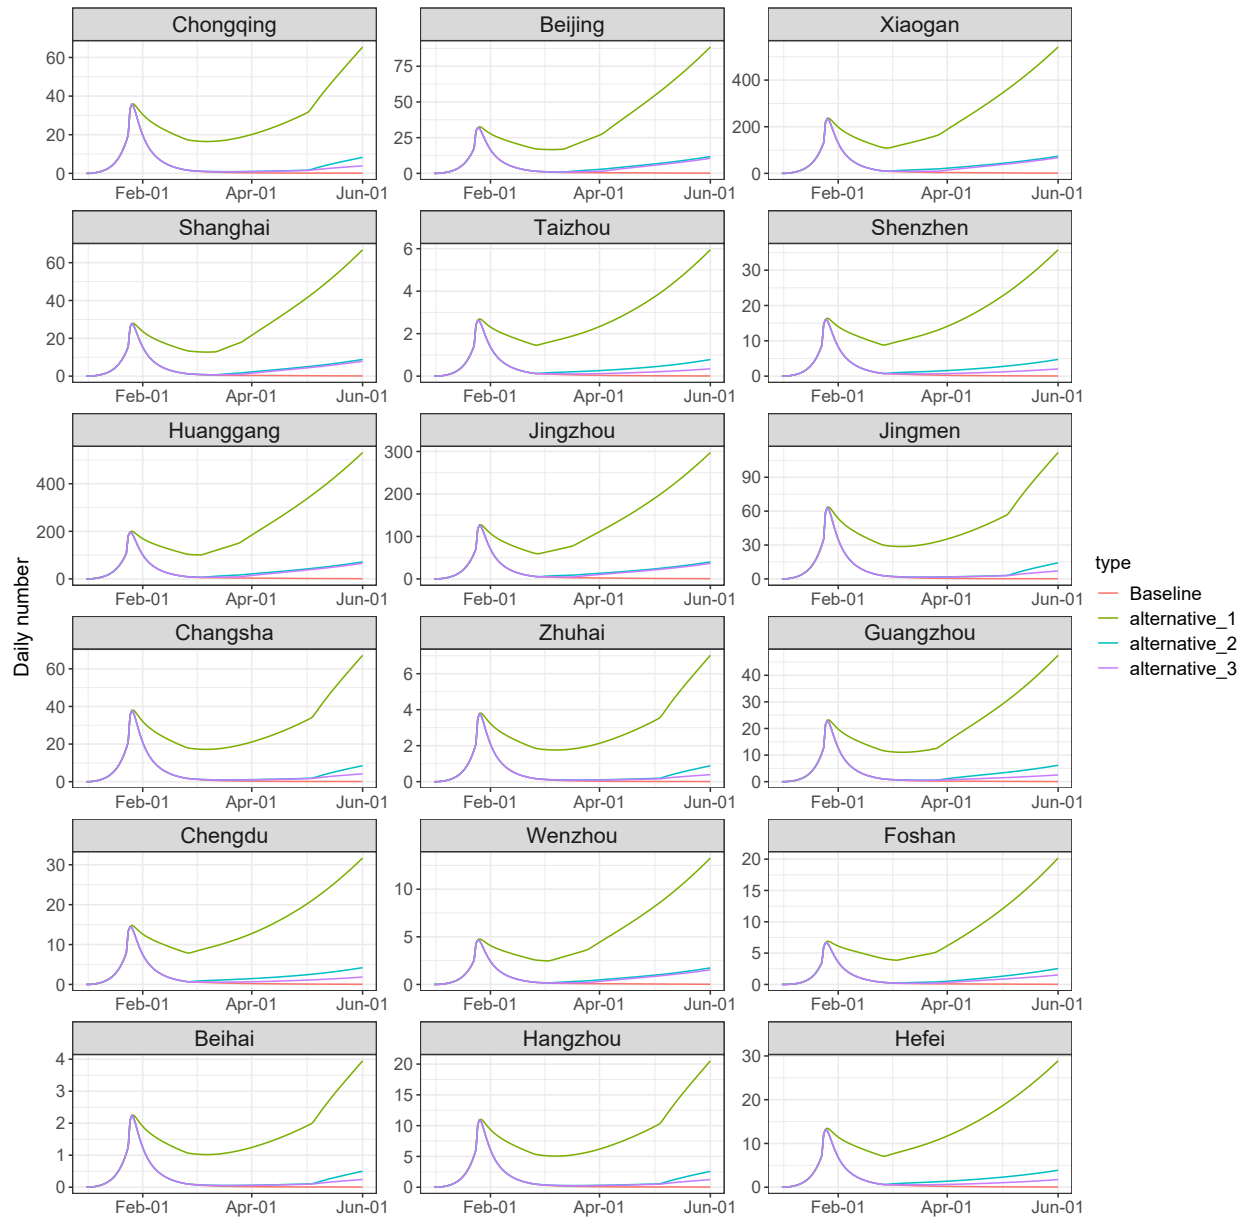 Chongqing
Beijing
Xiaogan
60
40
20
0
75
50
25
0
400
200
0
Feb-01 Apr-01 Jun-01
Feb-01 Apr-01 Jun-01
Feb-01 Apr-01 Jun-01
Shanghai
Taizhou
Shenzhen
60
40
20
0
6
4
2
0
30
20
10
0
Feb-01 Apr-01 Jun-01
Feb-01 Apr-01 Jun-01
Feb-01 Apr-01 Jun-01
Huanggang
Jingzhou
Jingmen
400
200
0
300
200
100
0
90
60
30
0
Feb-01 Apr-01 Jun-01
Feb-01 Apr-01 Jun-01
Feb-01 Apr-01 Jun-01
Daily number
Changsha
Zhuhai
Guangzhou
60
40
20
0
6
4
2
0
40
30
20
10
0
Feb-01 Apr-01 Jun-01
Feb-01 Apr-01 Jun-01
Feb-01 Apr-01 Jun-01
Chengdu
Wenzhou
Foshan
30
20
10
0
10
5
0
20
15
10
5
0
Feb-01 Apr-01 Jun-01
Feb-01 Apr-01 Jun-01
Feb-01 Apr-01 Jun-01
Beihai
Hangzhou
Hefei
4
3
2
1
0
20
15
10
5
0
30
20
10
0
Feb-01 Apr-01 Jun-01
Feb-01 Apr-01 Jun-01
Feb-01 Apr-01 Jun-01
type
Baseline
alternative_1
alternative_2
alternative_3